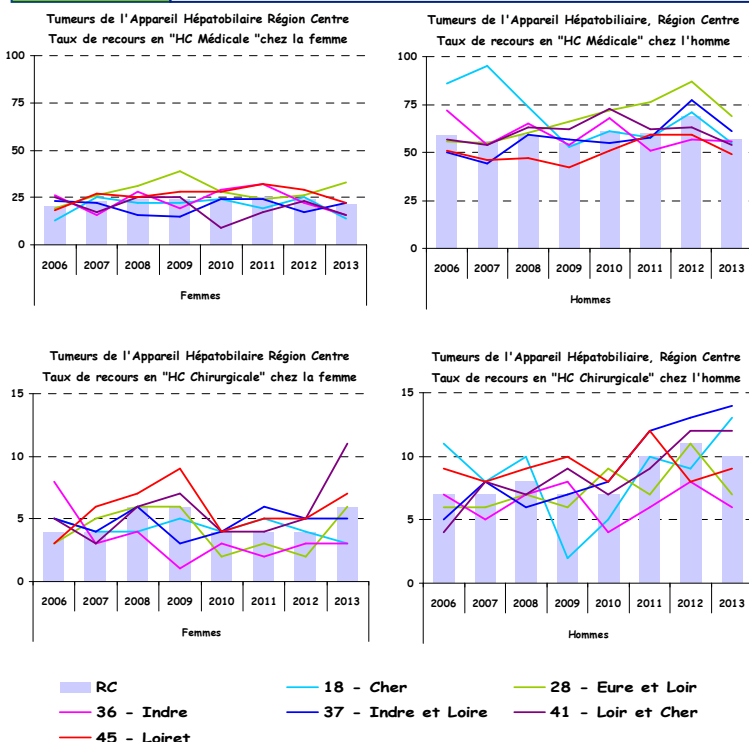 Tumeurs de l'Appareil Hépatobilaire Région Centre
Taux de recours en "HC Médicale "chez la femme
100
75
50
25
0
2006 2007 2008 2009 2010 2011 2012 2013
Femmes
Tumeurs de l'Appareil Hépatobiliaire, Région Centre
Taux de recours en "HC Médicale" chez l'homme
100
75
50
25
0
2006 2007 2008 2009 2010 2011 2012 2013
Hommes
Tumeurs de l'Appareil Hépatobilaire Région Centre
Taux de recours en "HC Chirurgicale" chez la femme
15
10
5
0
2006 2007 2008 2009 2010 2011 2012 2013
Femmes
Tumeurs de l'Appareil Hépatobiliaire, Région Centre
Taux de recours en "HC Chirurgicale" chez l'homme
15
10
5
0
2006 2007 2008 2009 2010 2011 2012 2013
Hommes
RC 18 - Cher 28 - Eure et Loir
36 - Indre 37 - Indre et Loire 41 - Loir et Cher
45 - Loiret